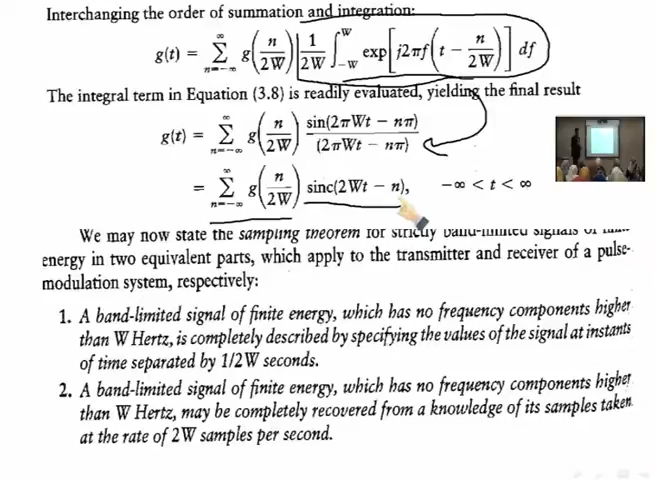 Interchanging the order of summation and integration:
g(t) = ∑_{n=-∞}^{∞} g(n/2W) 1/2W ∫_{-W}^{W} exp[j2πf(t − n/2W)] df
The integral term in Equation (3.8) is readily evaluated, yielding the final result
g(t) = ∑_{n=-∞}^{∞} g(n/2W) sin(2πWt − nπ)/(2πWt − nπ)
= ∑_{n=-∞}^{∞} g(n/2W) sinc(2Wt − n), −∞ < t < ∞
We may now state the sampling theorem for strictly band-limited signals of
energy in two equivalent parts, which apply to the transmitter and receiver of a pulse-
modulation system, respectively:
1. A band-limited signal of finite energy, which has no frequency components higher
than W Hertz, is completely described by specifying the values of the signal at instants
of time separated by 1/2W seconds.
2. A band-limited signal of finite energy, which has no frequency components higher
than W Hertz, may be completely recovered from a knowledge of its samples taken
at the rate of 2W samples per second.